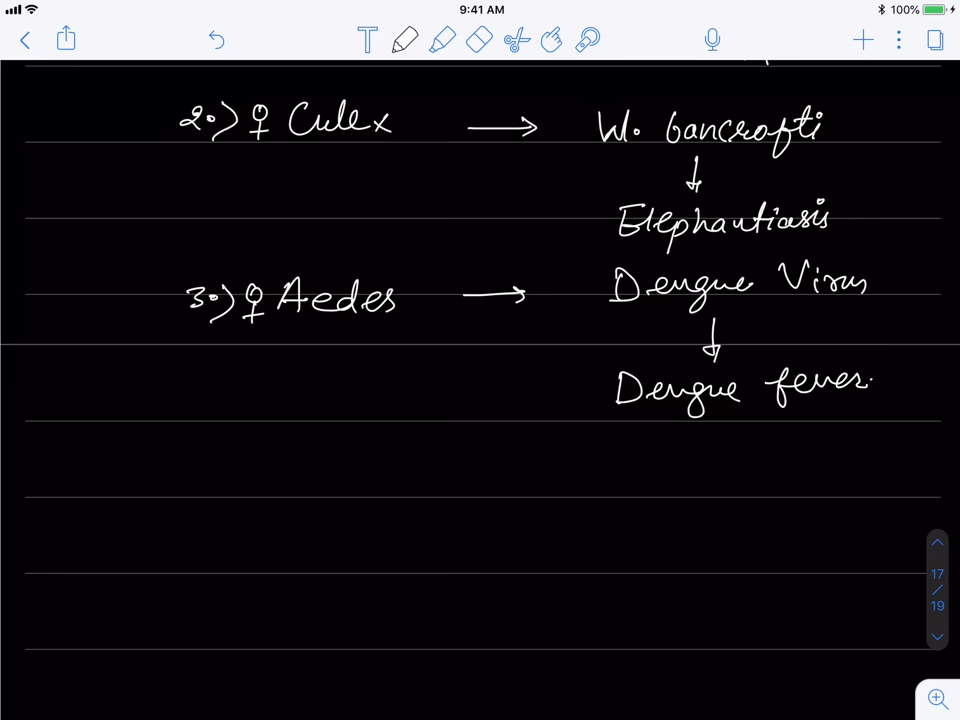 9:41 AM
100%
2.) ♀ Culex → W. bancrofti
↓
Elephantiasis
3.) ♀ Aedes → Dengue Virus
↓
Dengue fever.
17
/
19